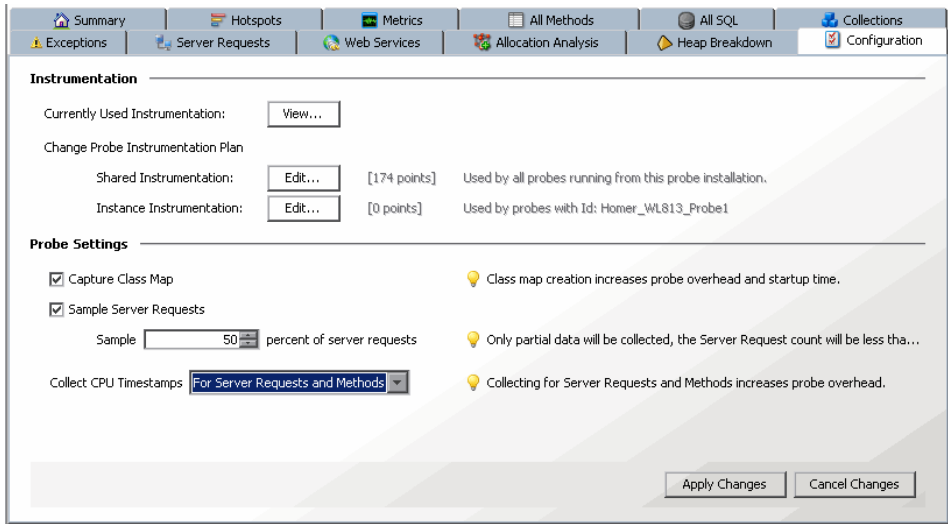 Summary Hotspots Metrics All Methods All SQL Collections
Exceptions Server Requests Web Services Allocation Analysis Heap Breakdown Configuration
Instrumentation
Currently Used Instrumentation: View...
Change Probe Instrumentation Plan
Shared Instrumentation: Edit... [174 points] Used by all probes running from this probe installation.
Instance Instrumentation: Edit... [0 points] Used by probes with Id: Homer_WL813_Probe1
Probe Settings
Capture Class Map Class map creation increases probe overhead and startup time.
Sample Server Requests
Sample 50 percent of server requests Only partial data will be collected, the Server Request count will be less tha...
Collect CPU Timestamps For Server Requests and Methods Collecting for Server Requests and Methods increases probe overhead.
Apply Changes Cancel Changes